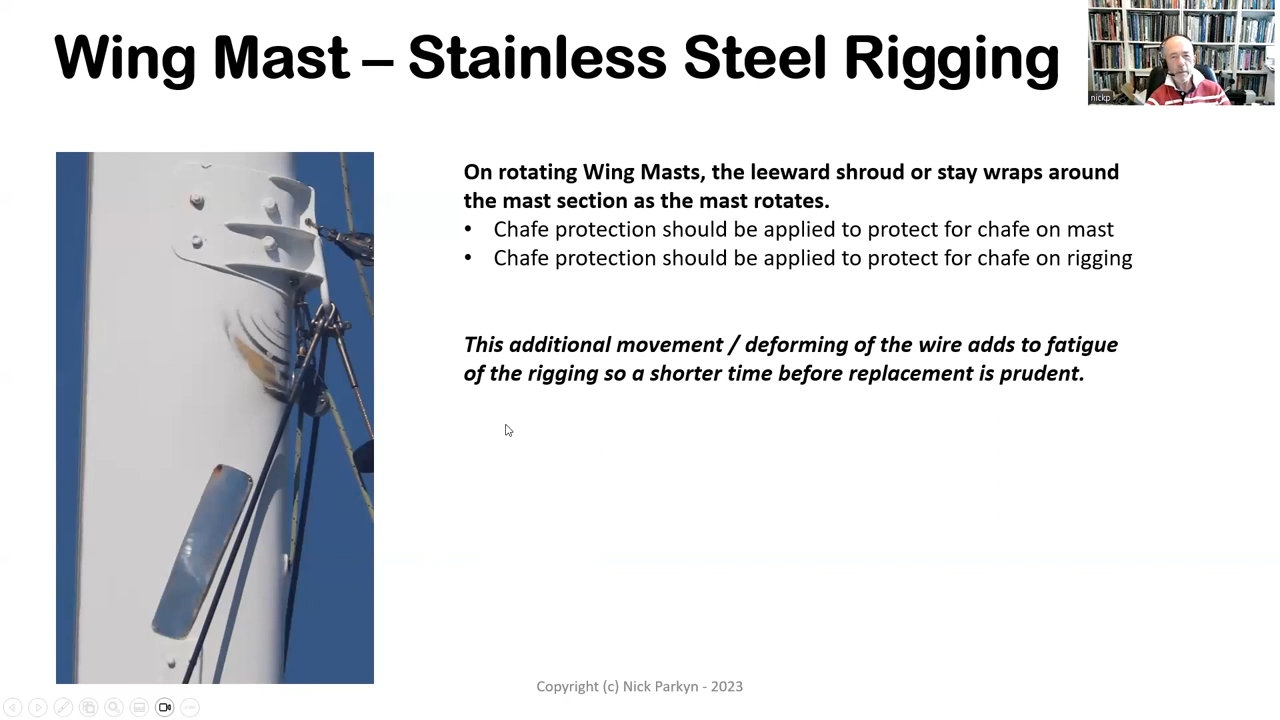 Wing Mast – Stainless Steel Rigging
nickp
On rotating Wing Masts, the leeward shroud or stay wraps around
the mast section as the mast rotates.
• Chafe protection should be applied to protect for chafe on mast
• Chafe protection should be applied to protect for chafe on rigging
This additional movement / deforming of the wire adds to fatigue
of the rigging so a shorter time before replacement is prudent.
Copyright (c) Nick Parkyn - 2023